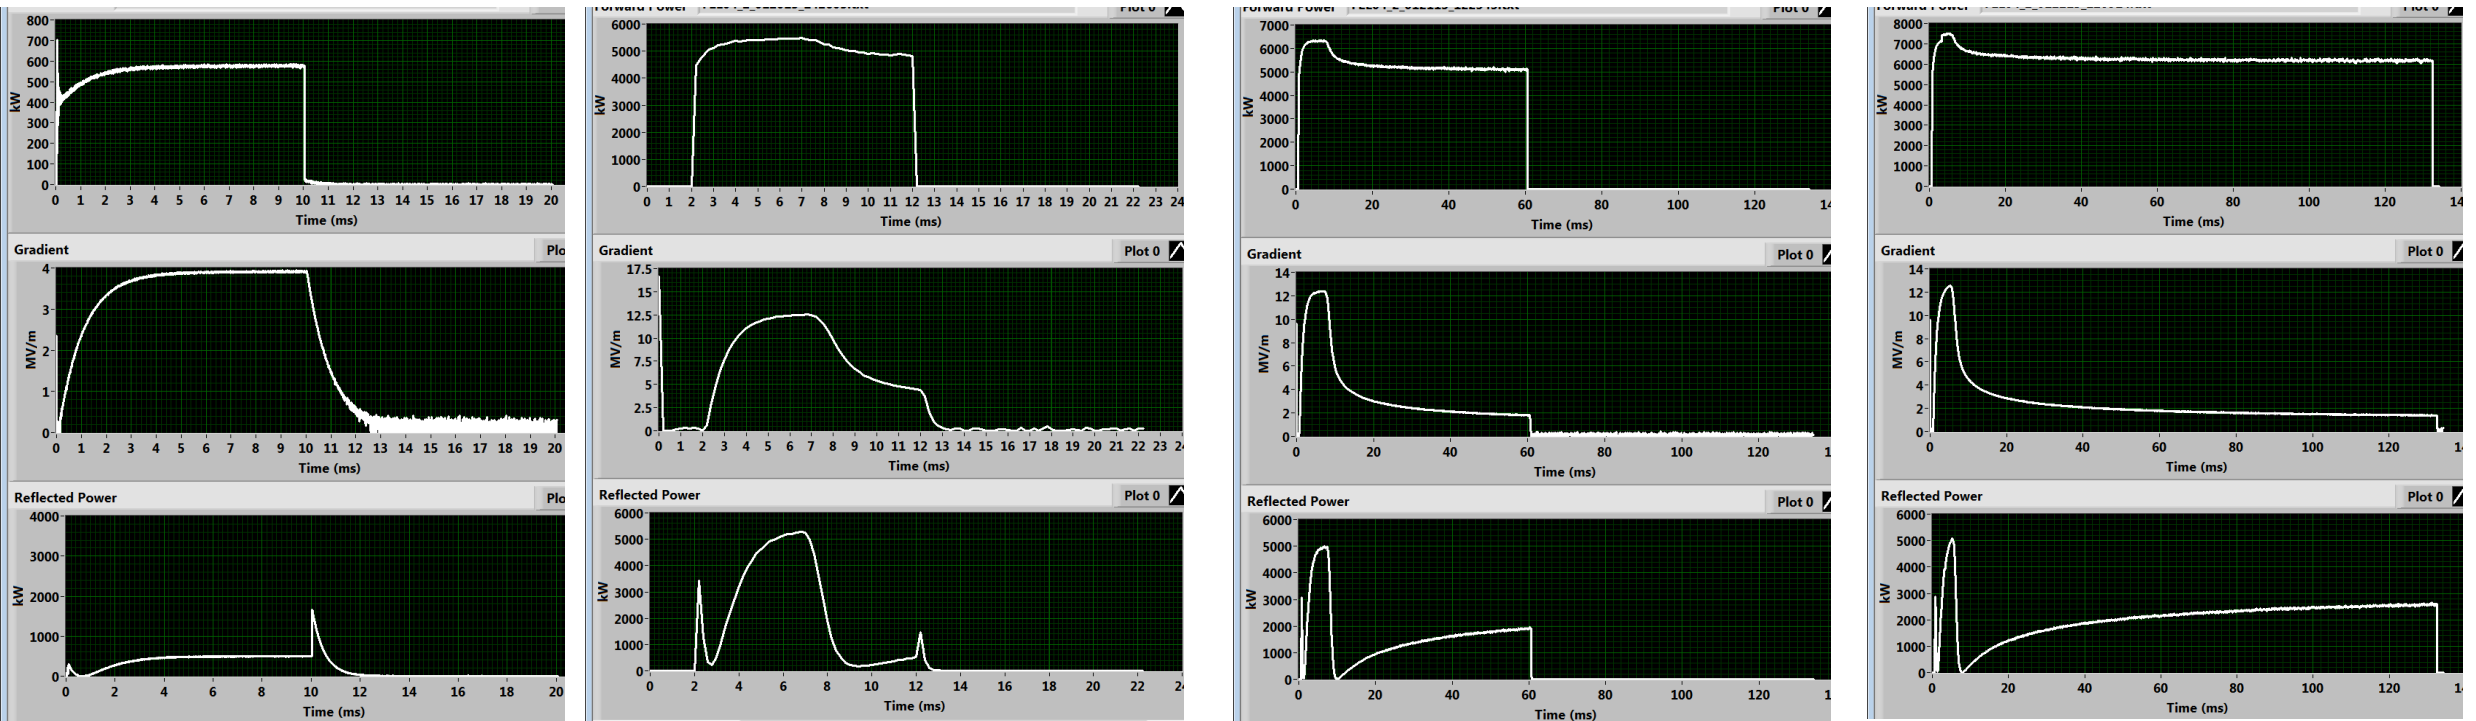 800
700
600
500
400
300
200
100
0
kW
0 1 2 3 4 5 6 7 8 9 10 11 12 13 14 15 16 17 18 19 20
Time (ms)
Gradient Plo
4
3
2
1
0
MV/m
0 1 2 3 4 5 6 7 8 9 10 11 12 13 14 15 16 17 18 19 20
Time (ms)
Reflected Power Plo
4000
3000
2000
1000
0
kW
0 2 4 6 8 10 12 14 16 18 20
Time (ms)
Forward Power Plot 0
6000
5000
4000
3000
2000
1000
0
kW
0 1 2 3 4 5 6 7 8 9 10 11 12 13 14 15 16 17 18 19 20 21 22 23 24
Time (ms)
Gradient Plot 0
17.5
15
12.5
10
7.5
5
2.5
0
MV/m
0 1 2 3 4 5 6 7 8 9 10 11 12 13 14 15 16 17 18 19 20 21 22 23 24
Time (ms)
Reflected Power Plot 0
6000
5000
4000
3000
2000
1000
0
kW
0 2 4 6 8 10 12 14 16 18 20 22 24
Time (ms)
Forward Power Plot 0
7000
6000
5000
4000
3000
2000
1000
0
kW
0 20 40 60 80 100 120 14
Time (ms)
Gradient Plot 0
14
12
10
8
6
4
2
0
MV/m
0 20 40 60 80 100 120 1
Time (ms)
Reflected Power Plot 0
6000
5000
4000
3000
2000
1000
0
kW
0 20 40 60 80 100 120 1
Time (ms)
Forward Power Plot 0
8000
7000
6000
5000
4000
3000
2000
1000
0
kW
0 20 40 60 80 100 120 14
Time (ms)
Gradient Plot 0
14
12
10
8
6
4
2
0
MV/m
0 20 40 60 80 100 120 14
Time (ms)
Reflected Power Plot 0
6000
5000
4000
3000
2000
1000
0
kW
0 20 40 60 80 100 120 14
Time (ms)